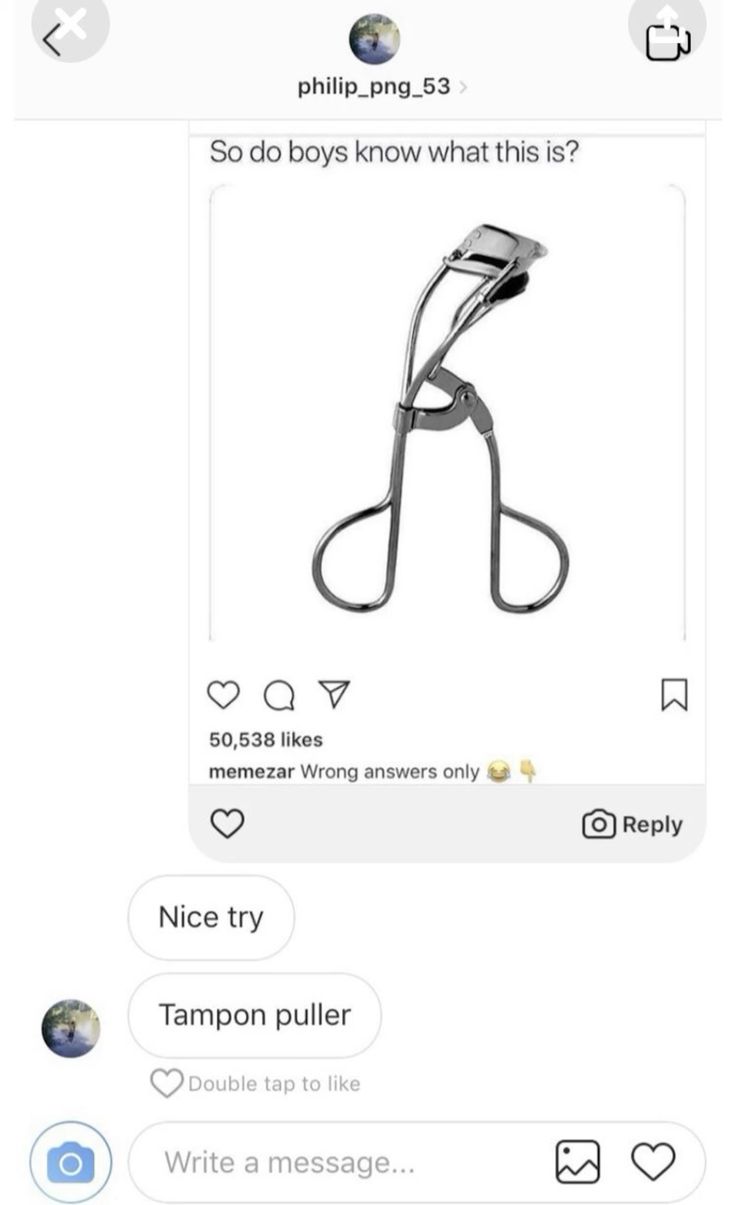 philip_png_53
So do boys know what this is?
50,538 likes
memezar Wrong answers only 😂 👇
Reply
Nice try
Tampon puller
Double tap to like
Write a message...